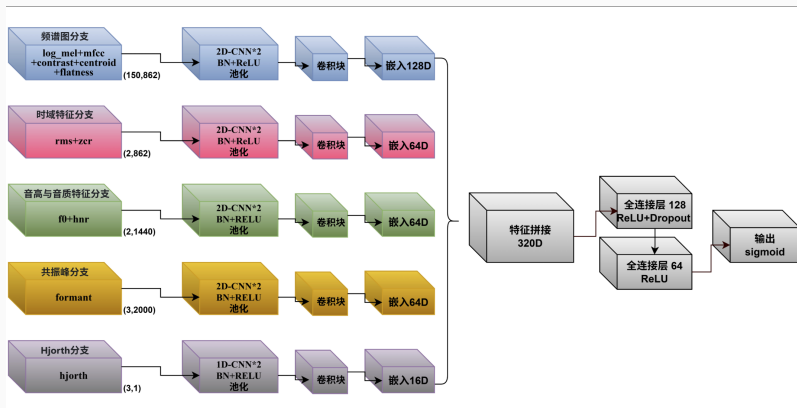 频谱图分支
log_mel+mfcc
+contrast+centroid
+flatness
(150,862)
2D-CNN*2
BN+ReLU
池化
卷积块
嵌入128D
时域特征分支
rms+zcr
(2,862)
2D-CNN*2
BN+ReLU
池化
卷积块
嵌入64D
音高与音质特征分支
f0+hnr
(2,1440)
2D-CNN*2
BN+RELU
池化
卷积块
嵌入64D
共振峰分支
formant
(3,2000)
2D-CNN*2
BN+RELU
池化
卷积块
嵌入64D
Hjorth分支
hjorth
(3,1)
1D-CNN*2
BN+RELU
池化
卷积块
嵌入16D
特征拼接
320D
全连接层 128
ReLU+Dropout
全连接层 64
ReLU
输出
sigmoid